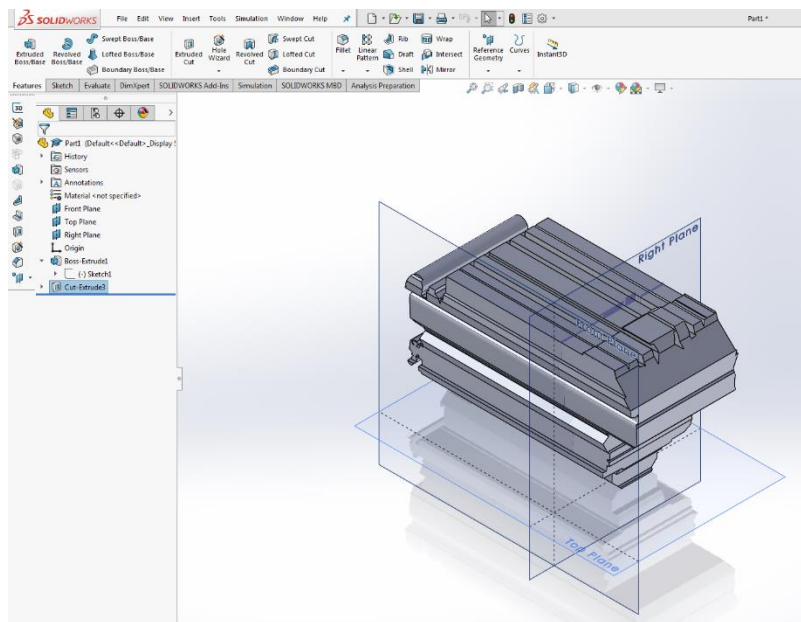 SOLIDWORKS File Edit View Insert Tools Simulation Window Help Part1 *
Extruded Boss/Base
Revolved Boss/Base
Swept Boss/Base
Lofted Boss/Base
Boundary Boss/Base
Extruded Cut
Hole Wizard
Revolved Cut
Swept Cut
Lofted Cut
Boundary Cut
Fillet
Linear Pattern
Rib
Draft
Shell
Wrap
Intersect
Mirror
Reference Geometry
Curves
Instant3D
Features Sketch Evaluate DimXpert SOLIDWORKS Add-Ins Simulation SOLIDWORKS MBD Analysis Preparation
Part1 (Default<<Default>_Display
History
Sensors
Annotations
Material <not specified>
Front Plane
Top Plane
Right Plane
Origin
Boss-Extrude1
(-) Sketch1
Cut-Extrude3
Right Plane
Front Plane
Top Plane